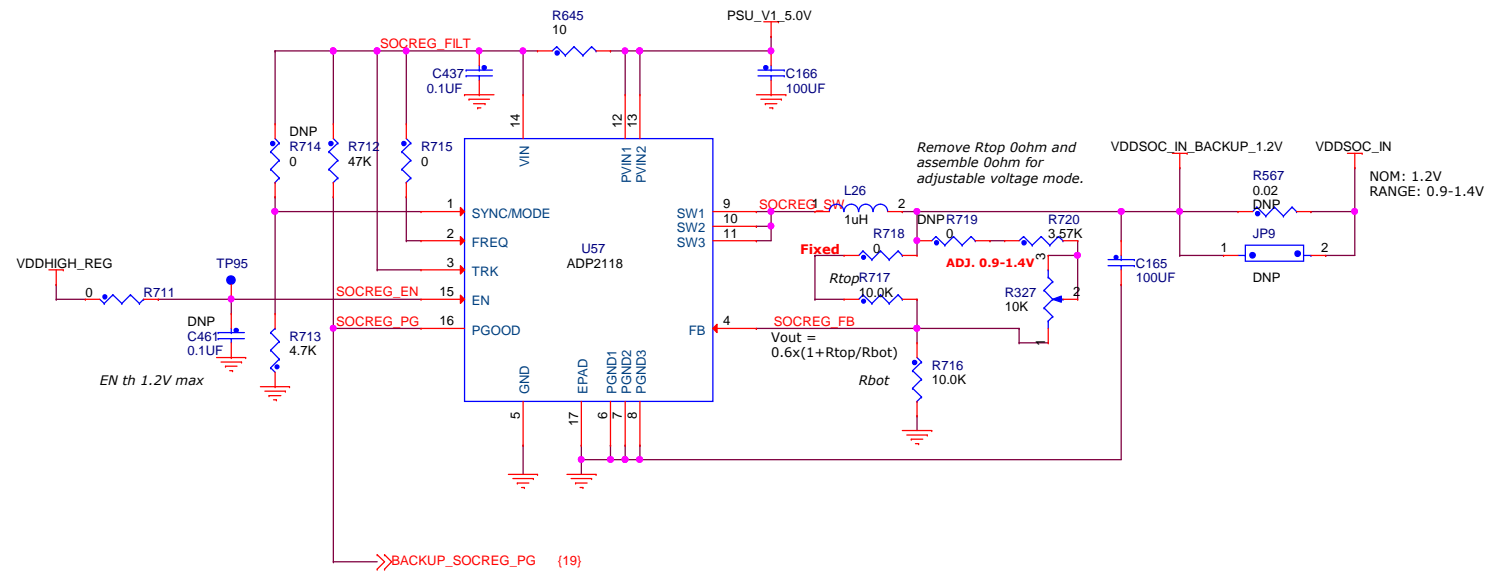 R645
10
PSU_V1_5.0V
SOCREG_FILT
C437
0.1UF
C166
100UF
14
12
13
DNP
R714
0
R712
47K
R715
0
VIN
PVIN1
PVIN2
Remove Rtop 0ohm and
assemble 0ohm for
adjustable voltage mode.
VDDSOC_IN_BACKUP_1.2V
VDDSOC_IN
R567
0.02
DNP
NOM: 1.2V
RANGE: 0.9-1.4V
L26
1
2
1uH
1
SYNC/MODE
SW1
9
SOCREG_SW
SW2
10
SW3
11
2
FREQ
U57
ADP2118
DNP
R719
0
R720
3.57K
JP9
1
2
DNP
R718
0
Fixed
ADJ. 0.9-1.4V
3
C165
100UF
VDDHIGH_REG
TP95
3
TRK
Rtop
R717
10.0K
R327
10K
2
1
0
R711
SOCREG_EN
15
EN
DNP
C461
0.1UF
R713
4.7K
SOCREG_PG
16
PGOOD
FB
4
SOCREG_FB
Vout =
0.6x(1+Rtop/Rbot)
R716
10.0K
Rbot
EN th 1.2V max
GND
EPAD
PGND1
PGND2
PGND3
5
17
6
7
8
BACKUP_SOCREG_PG {19}